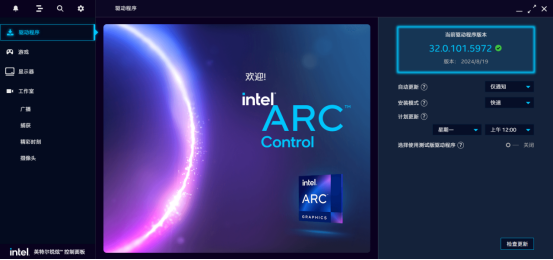 驱动程序
驱动程序
游戏
显示器
工作室
广播
捕获
精彩时刻
摄像头
intel 英特尔锐炫™ 控制面板
欢迎!
intel
ARC™
Control
intel
ARC
GRAPHICS
当前驱动程序版本
32.0.101.5972
版本: 2024/8/19
自动更新 ? 仅通知
安装模式 ? 快速
计划更新 ?
星期一 上午 12:00
选择使用测试版驱动程序 ? 关闭
检查更新